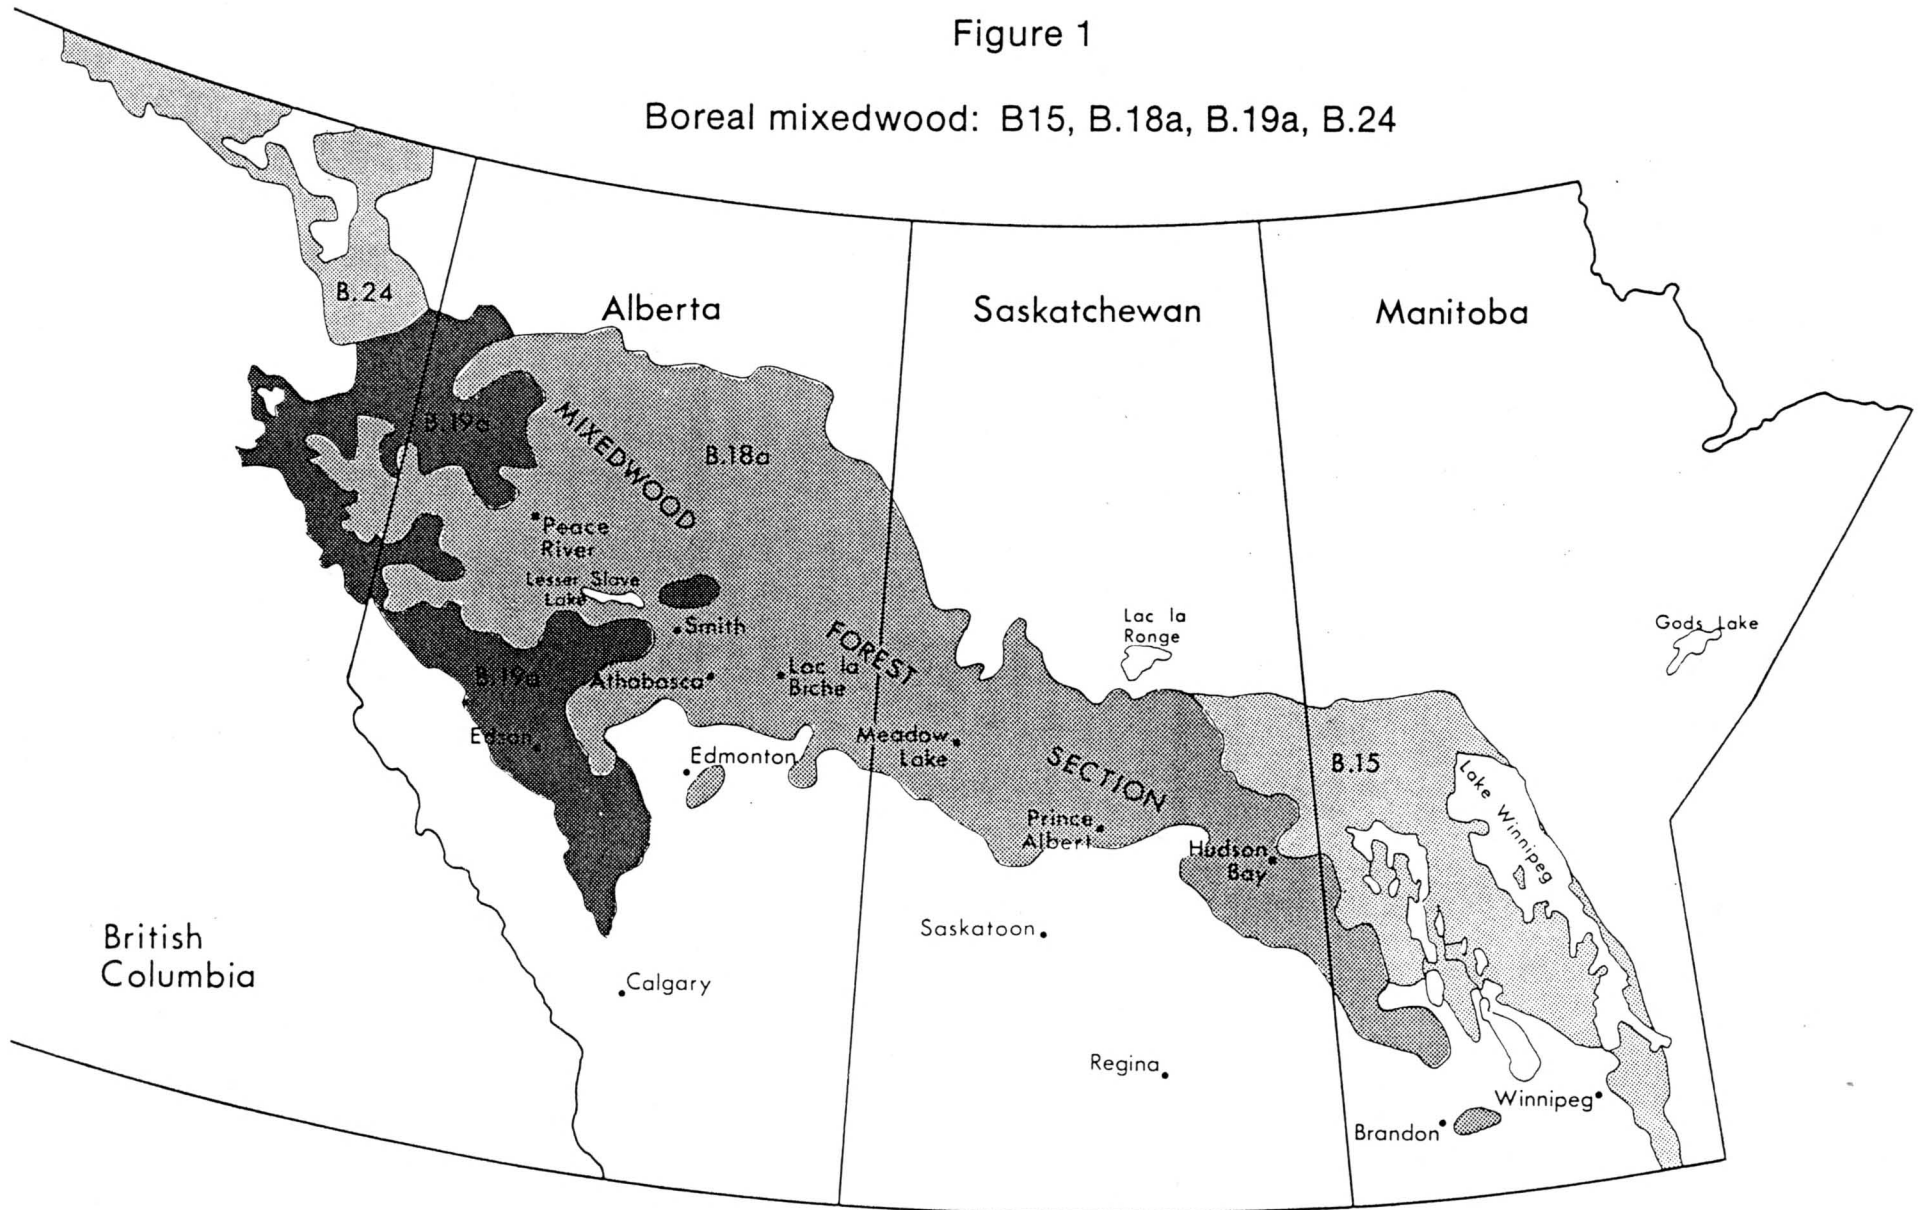 Figure 1
Boreal mixedwood: B15, B.18a, B.19a, B.24
B.24
Alberta
Saskatchewan
Manitoba
B.19a
MIXEDWOOD
B.18a
Peace
River
Lesser Slave
Lake
Smith
FOREST
Lac la
Ronge
Gods Lake
B.19a
Athabasca
Lac la
Biche
Edson
Edmonton
Meadow
Lake
SECTION
B.15
Lake Winnipeg
Prince
Albert
Hudson
Bay
British
Columbia
Saskatoon
Calgary
Regina
Winnipeg
Brandon